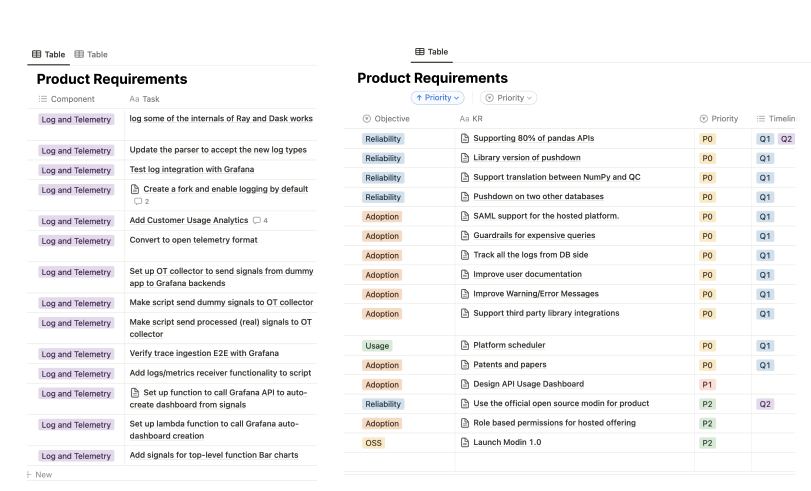 Table Table
Product Requirements
Component Aa Task
Log and Telemetry log some of the internals of Ray and Dask works
Log and Telemetry Update the parser to accept the new log types
Log and Telemetry Test log integration with Grafana
Log and Telemetry Create a fork and enable logging by default
2
Log and Telemetry Add Customer Usage Analytics 4
Log and Telemetry Convert to open telemetry format
Log and Telemetry Set up OT collector to send signals from dummy
app to Grafana backends
Log and Telemetry Make script send dummy signals to OT collector
Log and Telemetry Make script send processed (real) signals to OT
collector
Log and Telemetry Verify trace ingestion E2E with Grafana
Log and Telemetry Add logs/metrics receiver functionality to script
Log and Telemetry Set up function to call Grafana API to auto-
create dashboard from signals
Log and Telemetry Set up lambda function to call Grafana auto-
dashboard creation
Log and Telemetry Add signals for top-level function Bar charts
+ New
Table
Product Requirements
↑ Priority Priority
Objective Aa KR Priority Timelin
Reliability Supporting 80% of pandas APIs P0 Q1 Q2
Reliability Library version of pushdown P0 Q1
Reliability Support translation between NumPy and QC P0 Q1
Reliability Pushdown on two other databases P0 Q1
Adoption SAML support for the hosted platform. P0 Q1
Adoption Guardrails for expensive queries P0 Q1
Adoption Track all the logs from DB side P0 Q1
Adoption Improve user documentation P0 Q1
Adoption Improve Warning/Error Messages P0 Q1
Adoption Support third party library integrations P0 Q1
Usage Platform scheduler P0 Q1
Adoption Patents and papers P0 Q1
Adoption Design API Usage Dashboard P1
Reliability Use the official open source modin for product P2 Q2
Adoption Role based permissions for hosted offering P2
OSS Launch Modin 1.0 P2